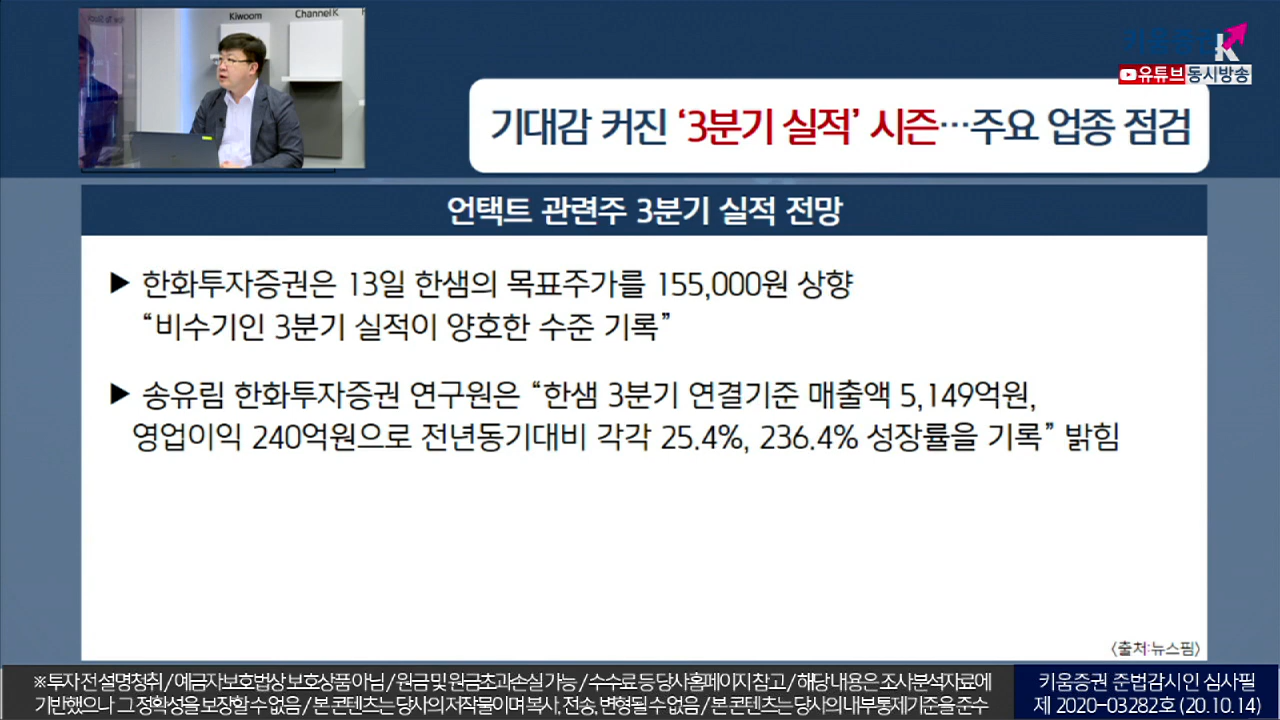 Kiwoom
Channel K
키움증권
유튜브 동시방송
기대감 커진 ‘3분기 실적’ 시즌…주요 업종 점검
언택트 관련주 3분기 실적 전망
▶ 한화투자증권은 13일 한샘의 목표주가를 155,000원 상향
“비수기인 3분기 실적이 양호한 수준 기록”
▶ 송유림 한화투자증권 연구원은 “한샘 3분기 연결기준 매출액 5,149억원,
영업이익 240억원으로 전년동기대비 각각 25.4%, 236.4% 성장률을 기록” 밝힘
<출처:뉴스핌>
※ 투자 전 설명청취 / 예금자보호법상 보호상품 아님 / 원금 및 원금초과손실 가능 / 수수료 등 당사홈페이지 참고 / 해당 내용은 조사분석자료에
기반했으나 그 정확성을 보장할 수 없음 / 본 콘텐츠는 당사의 저작물이며 복사, 전송, 변형될 수 없음 / 본 콘텐츠는 당사의 내부통제기준을 준수
키움증권 준법감시인 심사필
제 2020-03282호 (20.10.14)